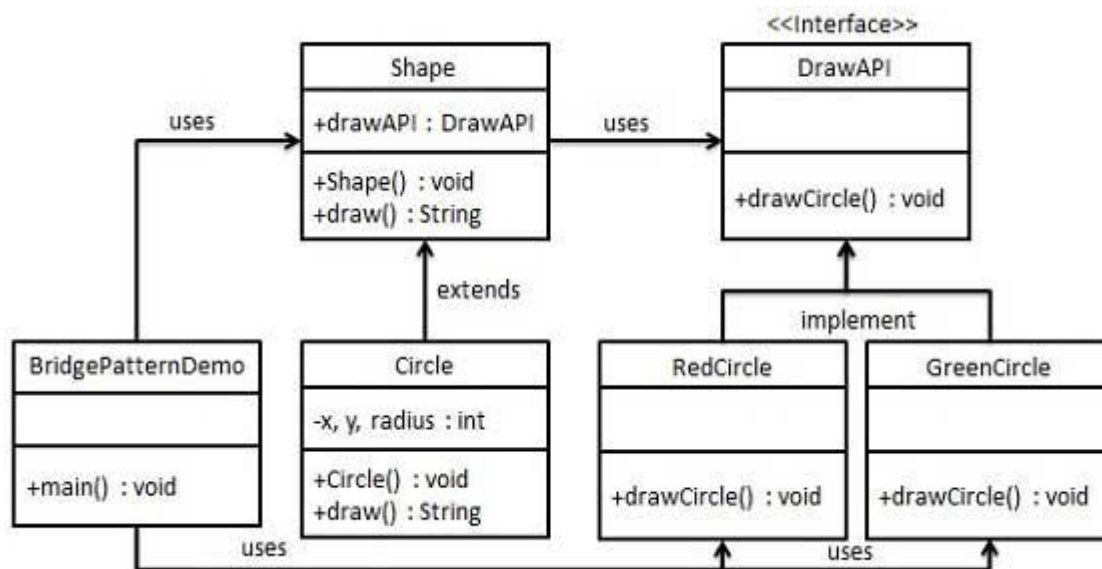 <<Interface>>
Shape
DrawAPI
+drawAPI : DrawAPI
uses
uses
+Shape() : void
+draw() : String
+drawCircle() : void
extends
implement
BridgePatternDemo
Circle
RedCircle
GreenCircle
-x, y, radius : int
+main() : void
+Circle() : void
+draw() : String
+drawCircle() : void
+drawCircle() : void
uses
uses